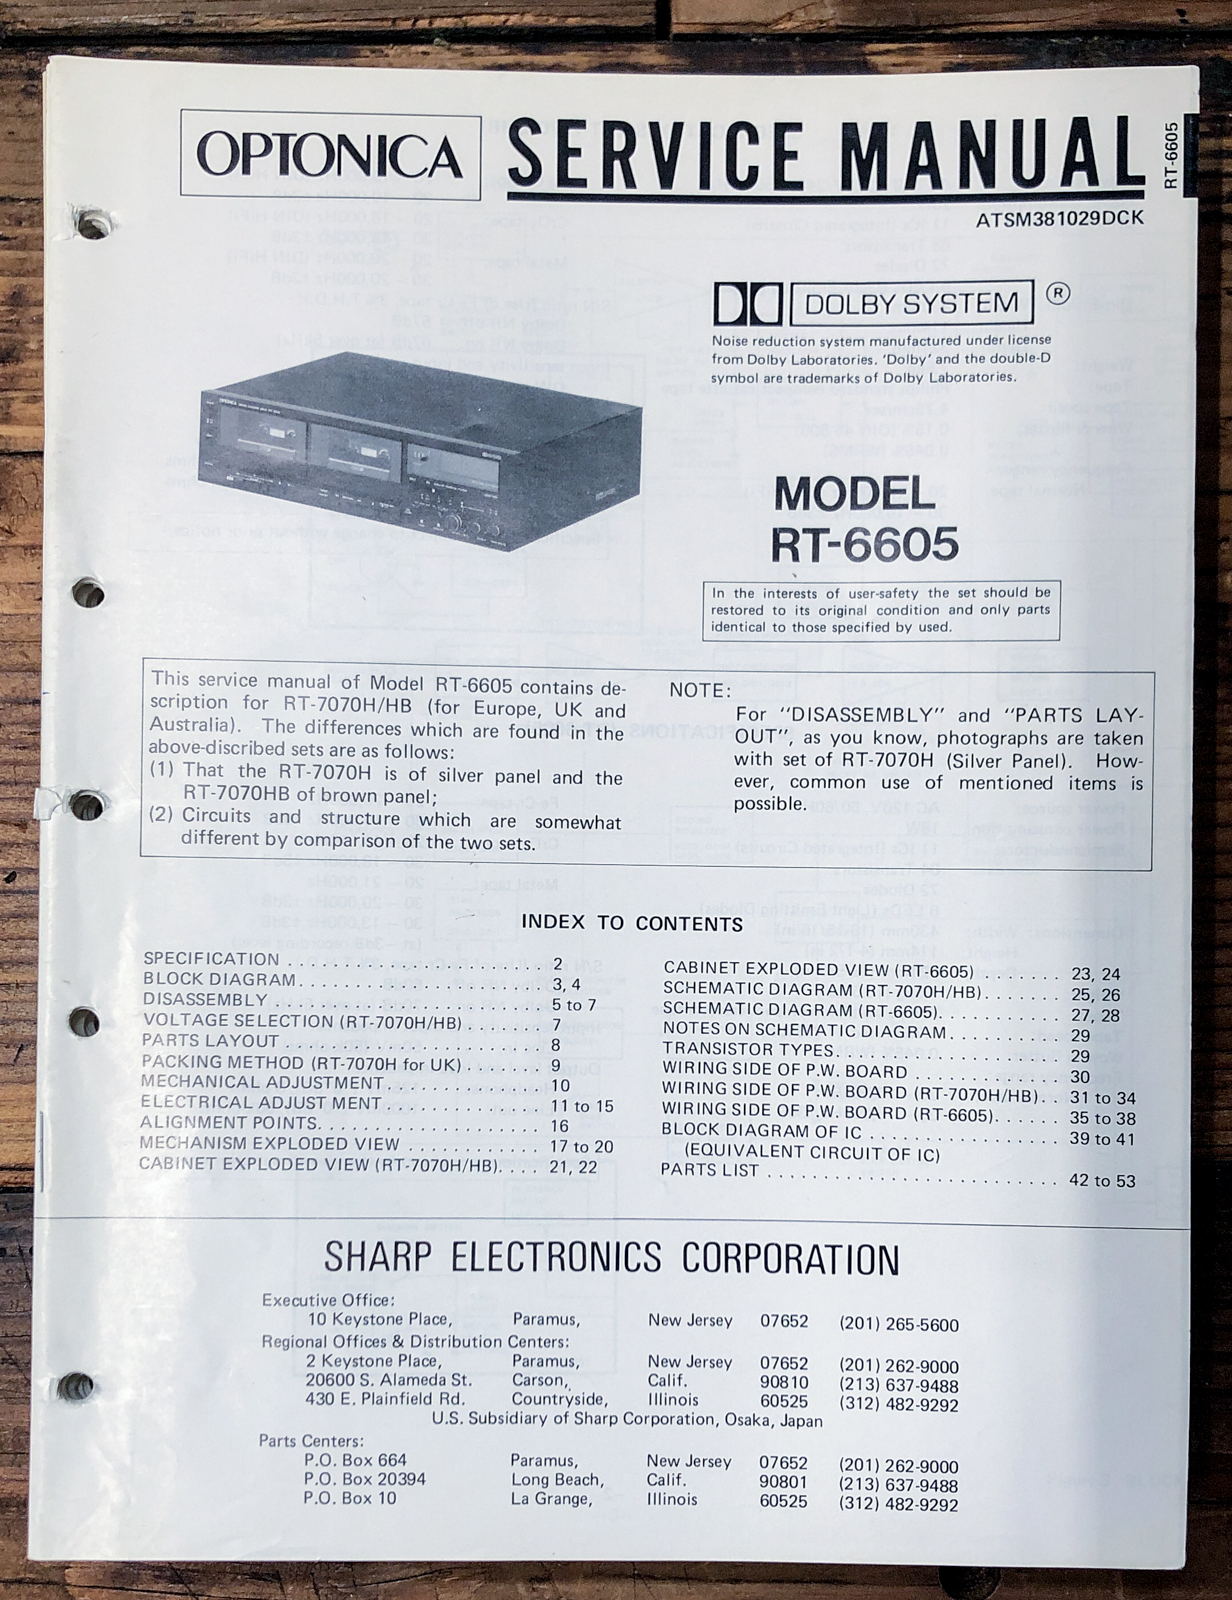 OPTONICA
SERVICE MANUAL
RT-6605
ATSM381029DCK
DOLBY SYSTEM ®
Noise reduction system manufactured under license
from Dolby Laboratories. 'Dolby' and the double-D
symbol are trademarks of Dolby Laboratories.
OPTONICA
MODEL
RT-6605
In the interests of user-safety the set should be
restored to its original condition and only parts
identical to those specified by used.
This service manual of Model RT-6605 contains de-
scription for RT-7070H/HB (for Europe, UK and
Australia). The differences which are found in the
above-discribed sets are as follows:
(1) That the RT-7070H is of silver panel and the
RT-7070HB of brown panel;
(2) Circuits and structure which are somewhat
different by comparison of the two sets.
NOTE:
For "DISASSEMBLY" and "PARTS LAY-
OUT", as you know, photographs are taken
with set of RT-7070H (Silver Panel). How-
ever, common use of mentioned items is
possible.
INDEX TO CONTENTS
SPECIFICATION . . . . . . . . . . . . . . . . . . . . . . . 2
BLOCK DIAGRAM. . . . . . . . . . . . . . . . . . . . . 3, 4
DISASSEMBLY . . . . . . . . . . . . . . . . . . . . . . . 5 to 7
VOLTAGE SELECTION (RT-7070H/HB) . . . . . . . 7
PARTS LAYOUT . . . . . . . . . . . . . . . . . . . . . . 8
PACKING METHOD (RT-7070H for UK) . . . . . . . 9
MECHANICAL ADJUSTMENT. . . . . . . . . . . . . . 10
ELECTRICAL ADJUST MENT. . . . . . . . . . . . . . 11 to 15
ALIGNMENT POINTS. . . . . . . . . . . . . . . . . . . 16
MECHANISM EXPLODED VIEW . . . . . . . . . . . . 17 to 20
CABINET EXPLODED VIEW (RT-7070H/HB). . . . 21, 22
CABINET EXPLODED VIEW (RT-6605) . . . . . . . . 23, 24
SCHEMATIC DIAGRAM (RT-7070H/HB). . . . . . . 25, 26
SCHEMATIC DIAGRAM (RT-6605). . . . . . . . . . . 27, 28
NOTES ON SCHEMATIC DIAGRAM . . . . . . . . . . 29
TRANSISTOR TYPES. . . . . . . . . . . . . . . . . . . . 29
WIRING SIDE OF P.W. BOARD . . . . . . . . . . . . . 30
WIRING SIDE OF P.W. BOARD (RT-7070H/HB). . 31 to 34
WIRING SIDE OF P.W. BOARD (RT-6605). . . . . . 35 to 38
BLOCK DIAGRAM OF IC . . . . . . . . . . . . . . . . . 39 to 41
(EQUIVALENT CIRCUIT OF IC)
PARTS LIST . . . . . . . . . . . . . . . . . . . . . . . . . . 42 to 53
SHARP ELECTRONICS CORPORATION
Executive Office:
10 Keystone Place, Paramus, New Jersey 07652 (201) 265-5600
Regional Offices & Distribution Centers:
2 Keystone Place, Paramus, New Jersey 07652 (201) 262-9000
20600 S. Alameda St. Carson, Calif. 90810 (213) 637-9488
430 E. Plainfield Rd. Countryside, Illinois 60525 (312) 482-9292
U.S. Subsidiary of Sharp Corporation, Osaka, Japan
Parts Centers:
P.O. Box 664 Paramus, New Jersey 07652 (201) 262-9000
P.O. Box 20394 Long Beach, Calif. 90801 (213) 637-9488
P.O. Box 10 La Grange, Illinois 60525 (312) 482-9292